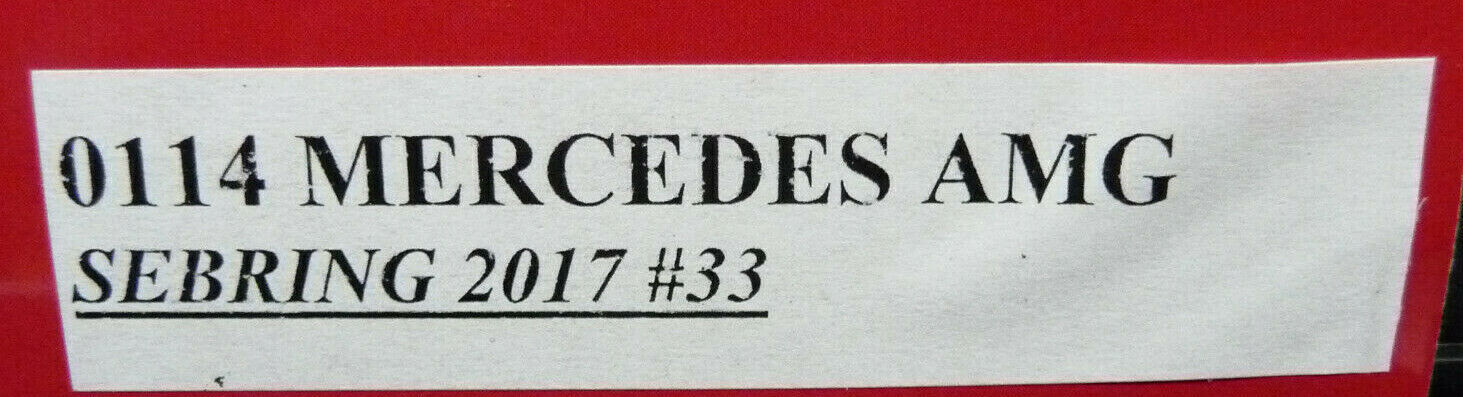 0114 MERCEDES AMG
SEBRING 2017 #33